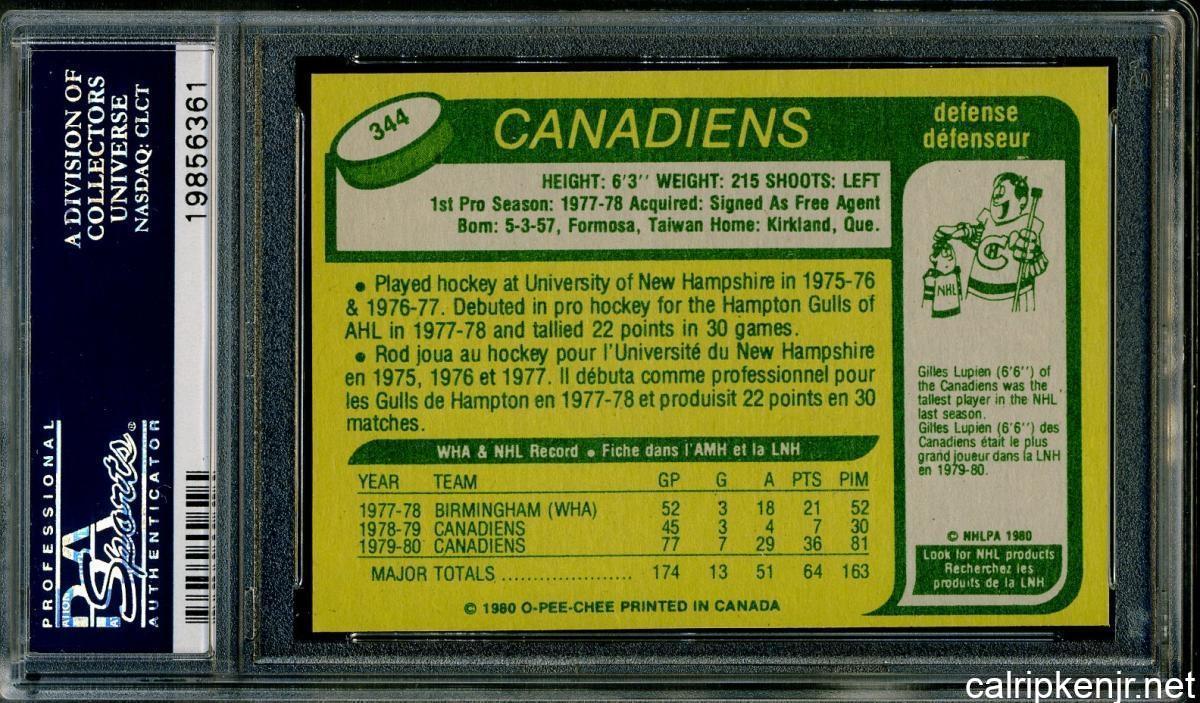 A DIVISION OF
COLLECTORS
UNIVERSE
NASDAQ: CLCT
19856361
PROFESSIONAL
PSA
Sports®
AUTHENTICATOR
344
CANADIENS
defense
défenseur
HEIGHT: 6'3'' WEIGHT: 215 SHOOTS: LEFT
1st Pro Season: 1977-78 Acquired: Signed As Free Agent
Born: 5-3-57, Formosa, Taiwan Home: Kirkland, Que.
• Played hockey at University of New Hampshire in 1975-76
& 1976-77. Debuted in pro hockey for the Hampton Gulls of
AHL in 1977-78 and tallied 22 points in 30 games.
• Rod joua au hockey pour l'Université du New Hampshire
en 1975, 1976 et 1977. Il débuta comme professionnel pour
les Gulls de Hampton en 1977-78 et produisit 22 points en 30
matches.
WHA & NHL Record • Fiche dans l'AMH et la LNH
YEAR TEAM GP G A PTS PIM
1977-78 BIRMINGHAM (WHA) 52 3 18 21 52
1978-79 CANADIENS 45 3 4 7 30
1979-80 CANADIENS 77 7 29 36 81
MAJOR TOTALS ...................... 174 13 51 64 163
© 1980 O-PEE-CHEE PRINTED IN CANADA
C
NHL
Gilles Lupien (6'6'') of
the Canadiens was the
tallest player in the NHL
last season.
Gilles Lupien (6'6'') des
Canadiens était le plus
grand joueur dans la LNH
en 1979-80.
© NHLPA 1980
Look for NHL products
Recherchez les
produits de la LNH
calripkenjr.net